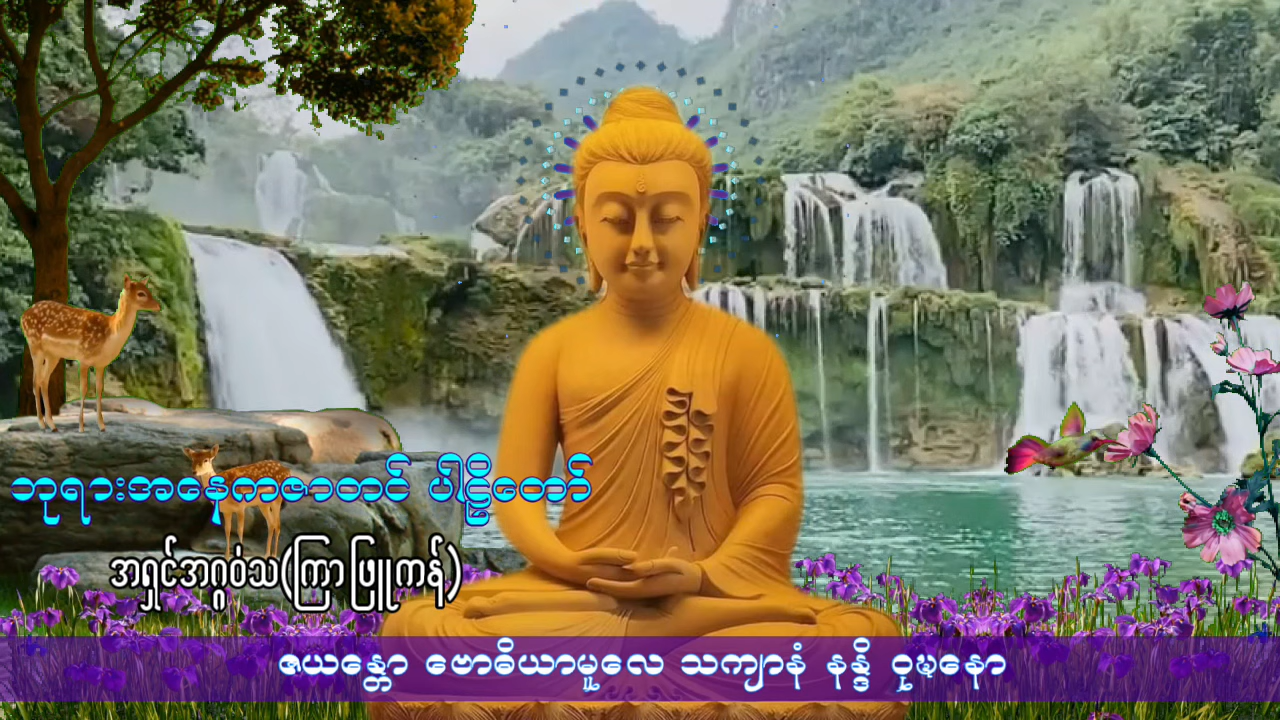 ဘုရားအနေကဇာတင် ပါဠိတော်
အရှင်အဂ္ဂဝံသ(ကြာဖြူကန်)
ဇယန္တော ဗောဓိယာမူလေ သကျာနံ နန္ဒိ ဝုဎနော